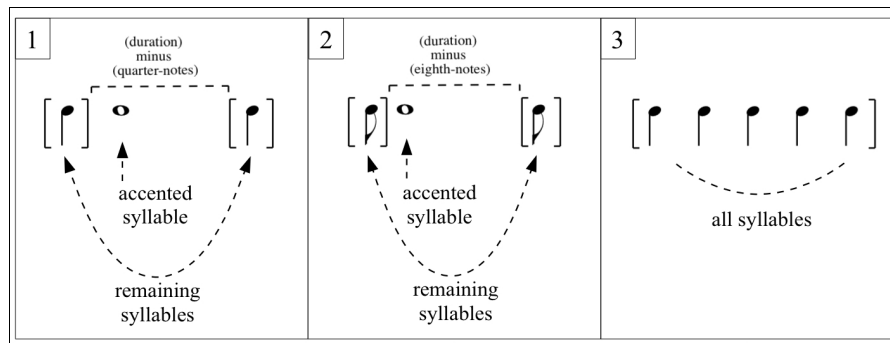 1
(duration)
minus
(quarter-notes)
accented
syllable
remaining
syllables
2
(duration)
minus
(eighth-notes)
accented
syllable
remaining
syllables
3
all syllables